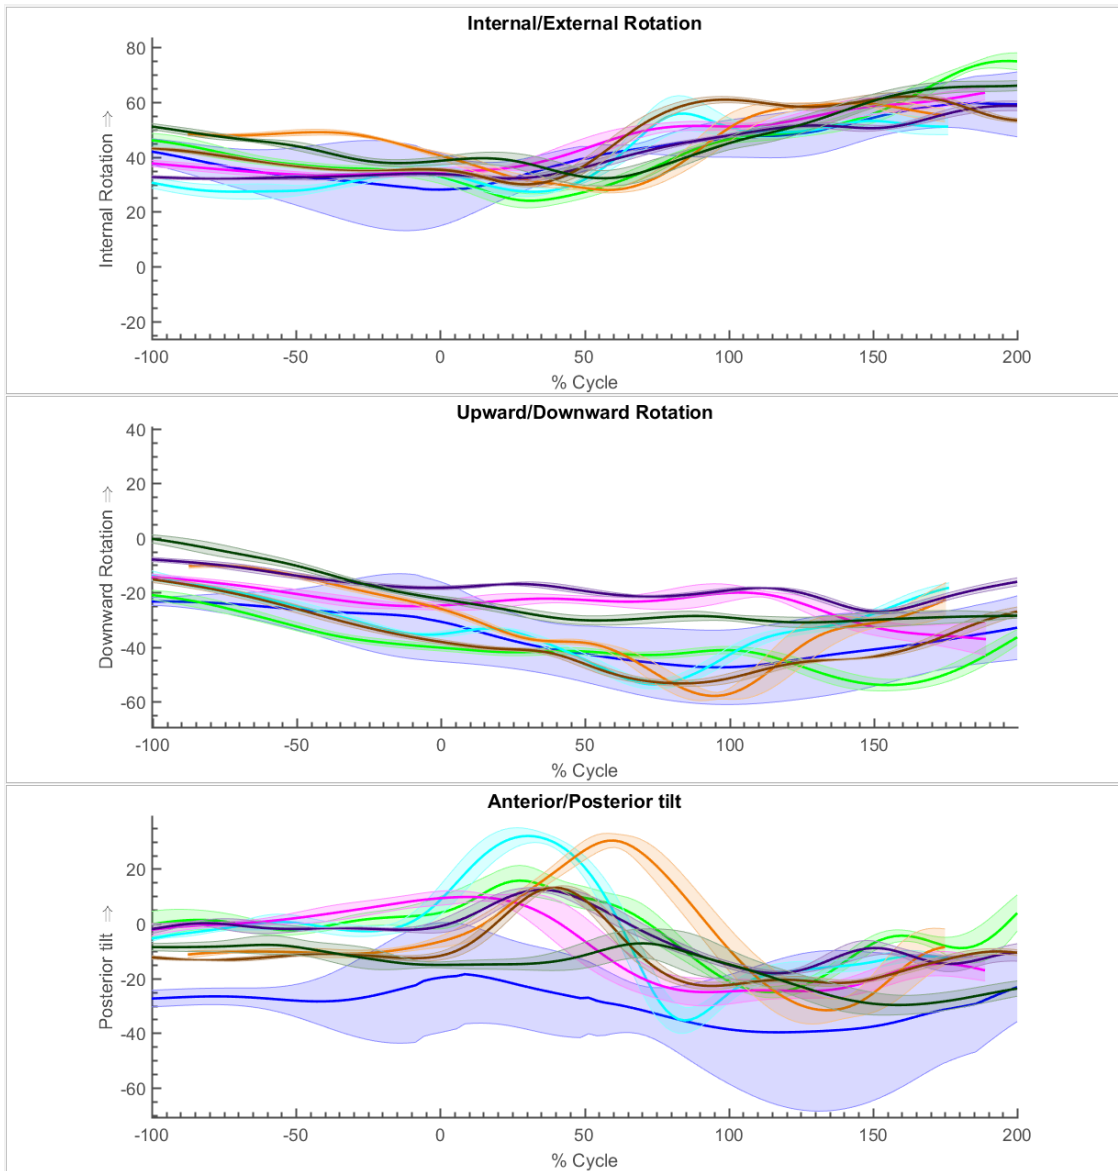 Internal/External Rotation
80
60
40
20
0
-20
Internal Rotation ⇒
-100 -50 0 50 100 150 200
% Cycle
Upward/Downward Rotation
40
20
0
-20
-40
-60
Downward Rotation ⇒
-100 -50 0 50 100 150
% Cycle
Anterior/Posterior tilt
20
0
-20
-40
-60
Posterior tilt ⇒
-100 -50 0 50 100 150 200
% Cycle